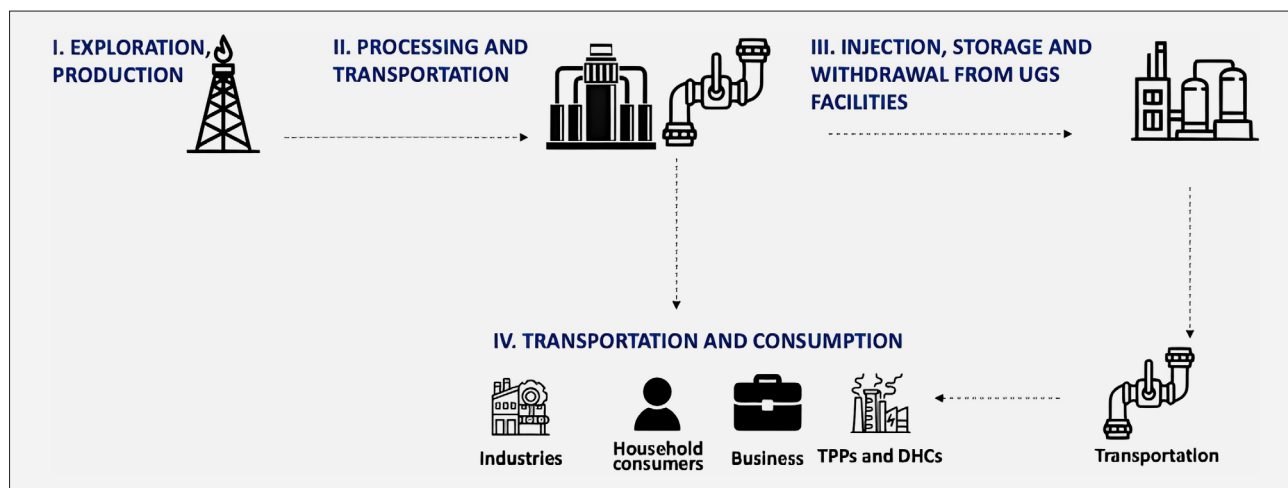 I. EXPLORATION,
PRODUCTION
II. PROCESSING AND
TRANSPORTATION
III. INJECTION, STORAGE AND
WITHDRAWAL FROM UGS
FACILITIES
IV. TRANSPORTATION AND CONSUMPTION
Industries
Household
consumers
Business
TPPs and DHCs
Transportation